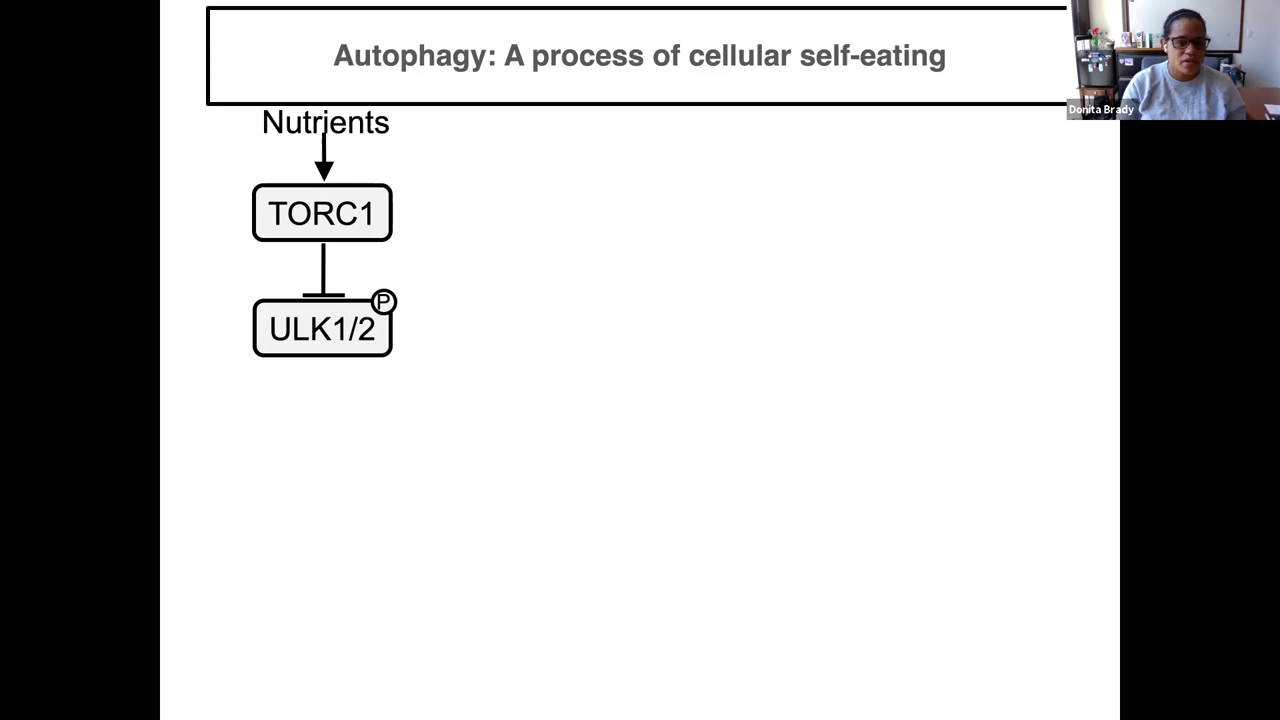 Autophagy: A process of cellular self-eating
Donita Brady
Nutrients
TORC1
P
ULK1/2